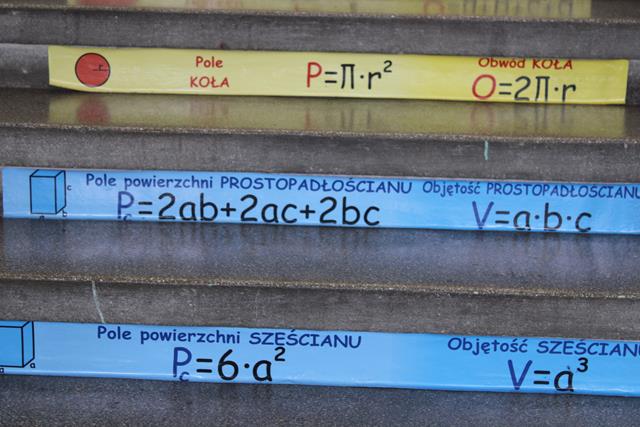 Pole
KOŁA
P=π·r²
Obwód KOŁA
O=2π·r
r
Pole powierzchni PROSTOPADŁOŚCIANU
Pc=2ab+2ac+2bc
Objętość PROSTOPADŁOŚCIANU
V=a·b·c
c
a b
Pole powierzchni SZEŚCIANU
Pc=6·a²
Objętość SZEŚCIANU
V=a³
a a